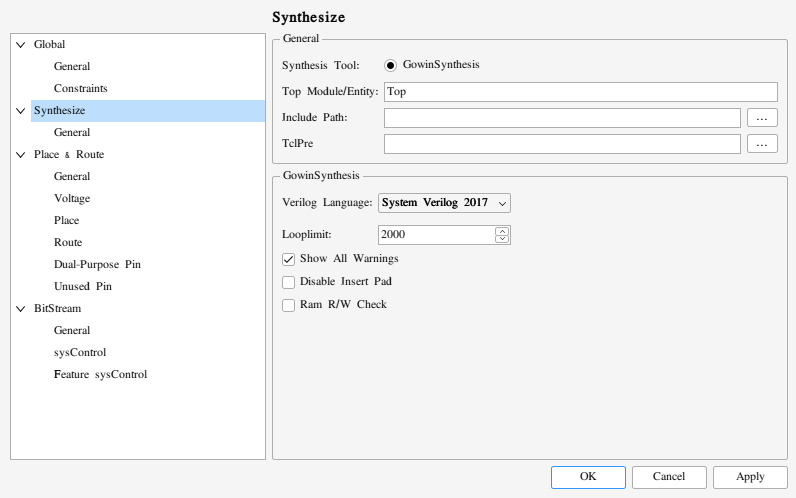 Synthesize
Global
General
Constraints
Synthesize
General
Place & Route
General
Voltage
Place
Route
Dual-Purpose Pin
Unused Pin
BitStream
General
sysControl
Feature sysControl
General
Synthesis Tool: GowinSynthesis
Top Module/Entity: Top
Include Path: ...
TclPre ...
GowinSynthesis
Verilog Language: System Verilog 2017
Looplimit: 2000
Show All Warnings
Disable Insert Pad
Ram R/W Check
OK Cancel Apply